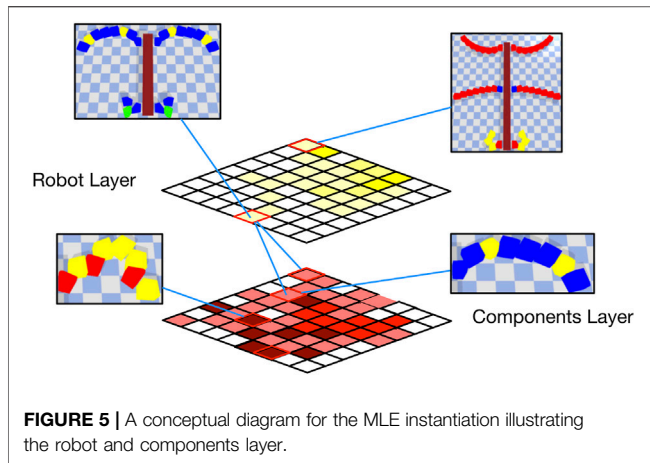 Robot Layer
Components Layer
FIGURE 5 | A conceptual diagram for the MLE instantiation illustrating
the robot and components layer.